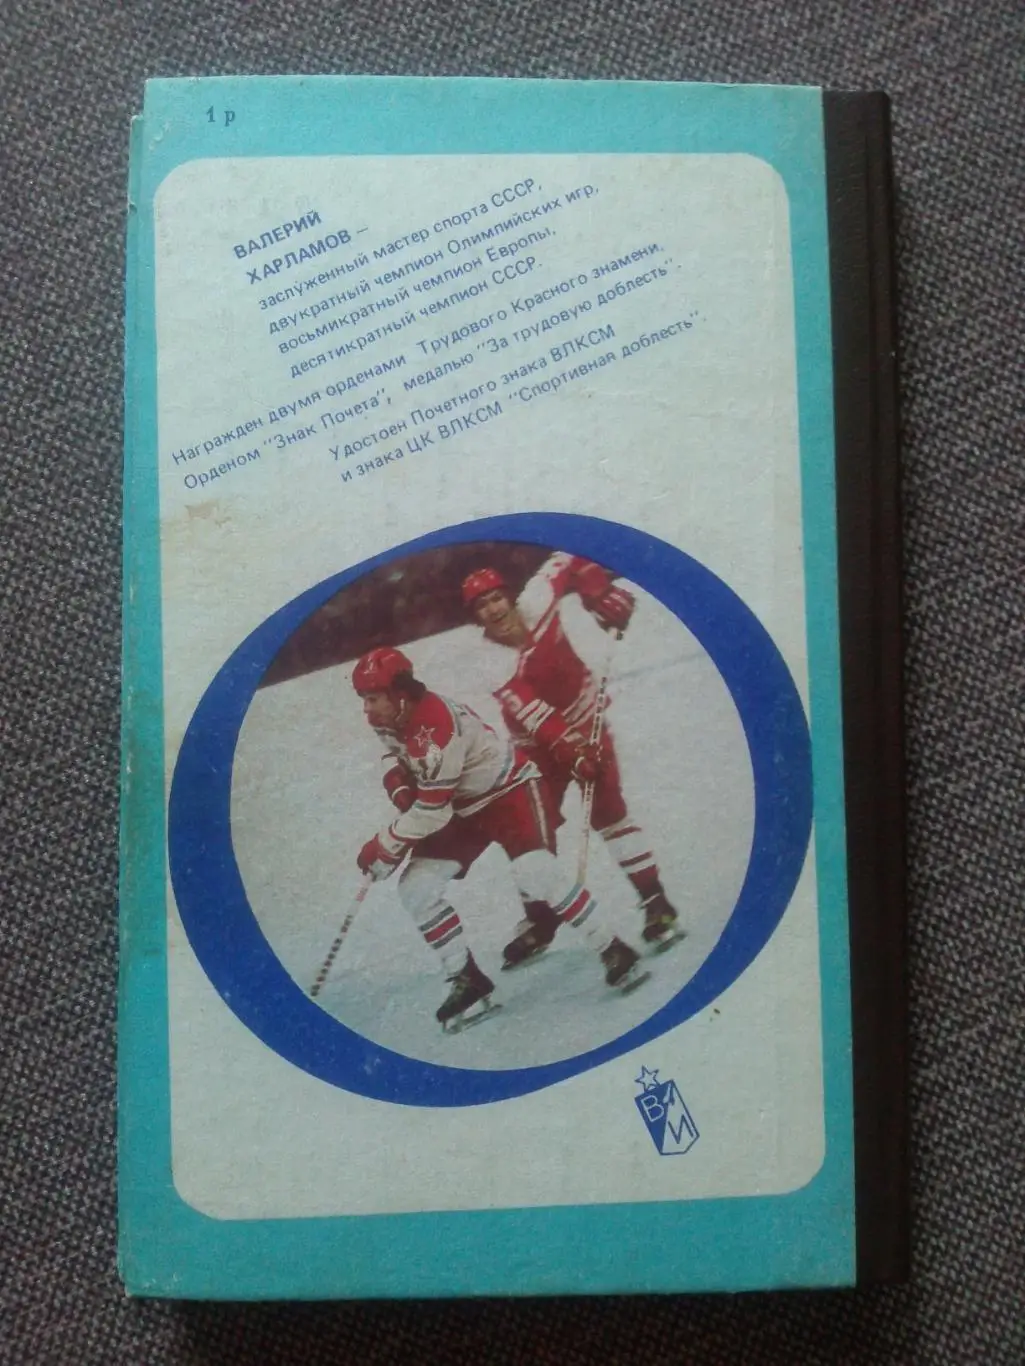 1 р
ВАЛЕРИЙ
ХАРЛАМОВ –
заслуженный мастер спорта СССР,
двукратный чемпион Олимпийских игр,
восьмикратный чемпион Европы,
десятикратный чемпион СССР.
Награжден двумя орденами Трудового Красного знамени,
Орденом "Знак Почета", медалью "За трудовую доблесть".
Удостоен Почетного знака ВЛКСМ
и знака ЦК ВЛКСМ "Спортивная доблесть".
В И